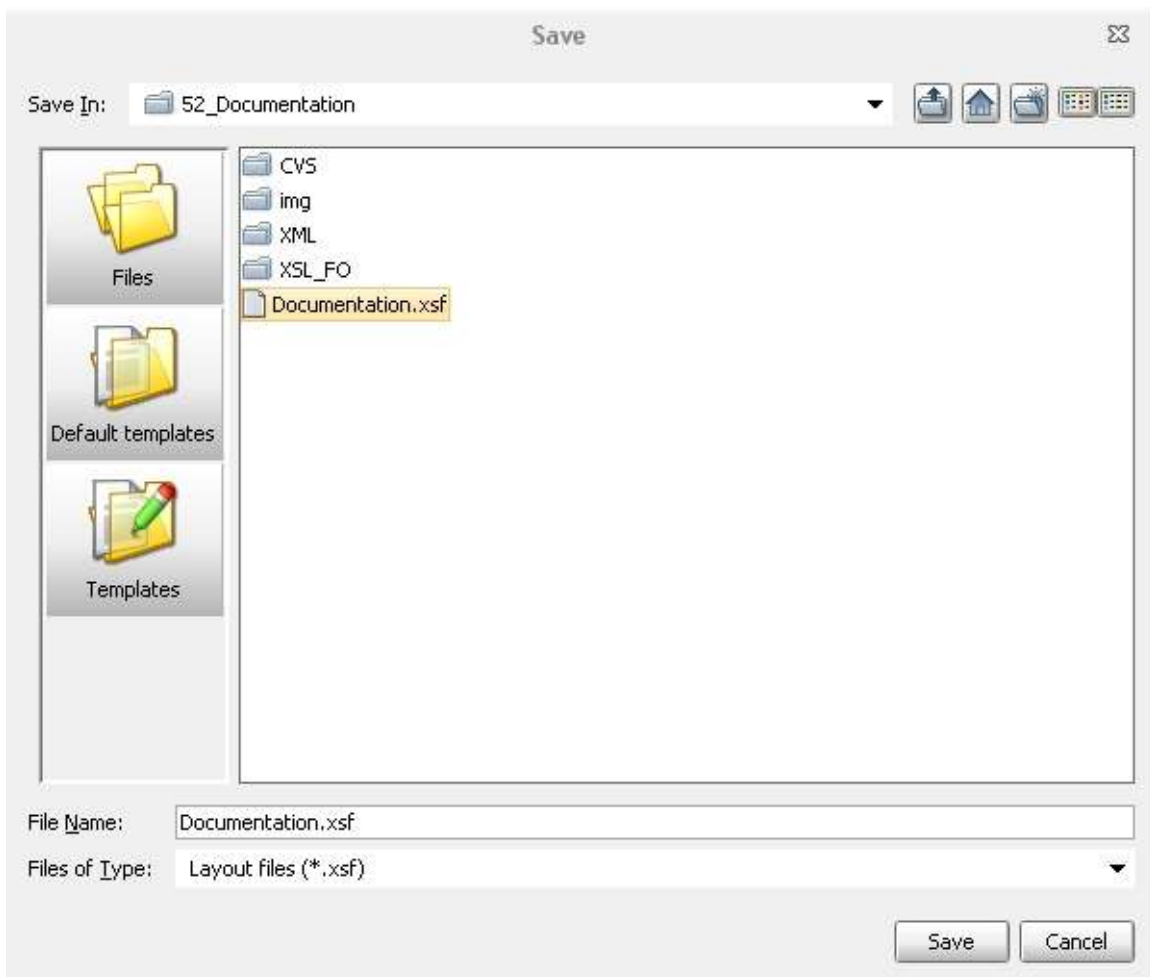 Save
Save In: 52_Documentation
Files
Default templates
Templates
CVS
img
XML
XSL_FO
Documentation.xsf
File Name: Documentation.xsf
Files of Type: Layout files (*.xsf)
Save Cancel